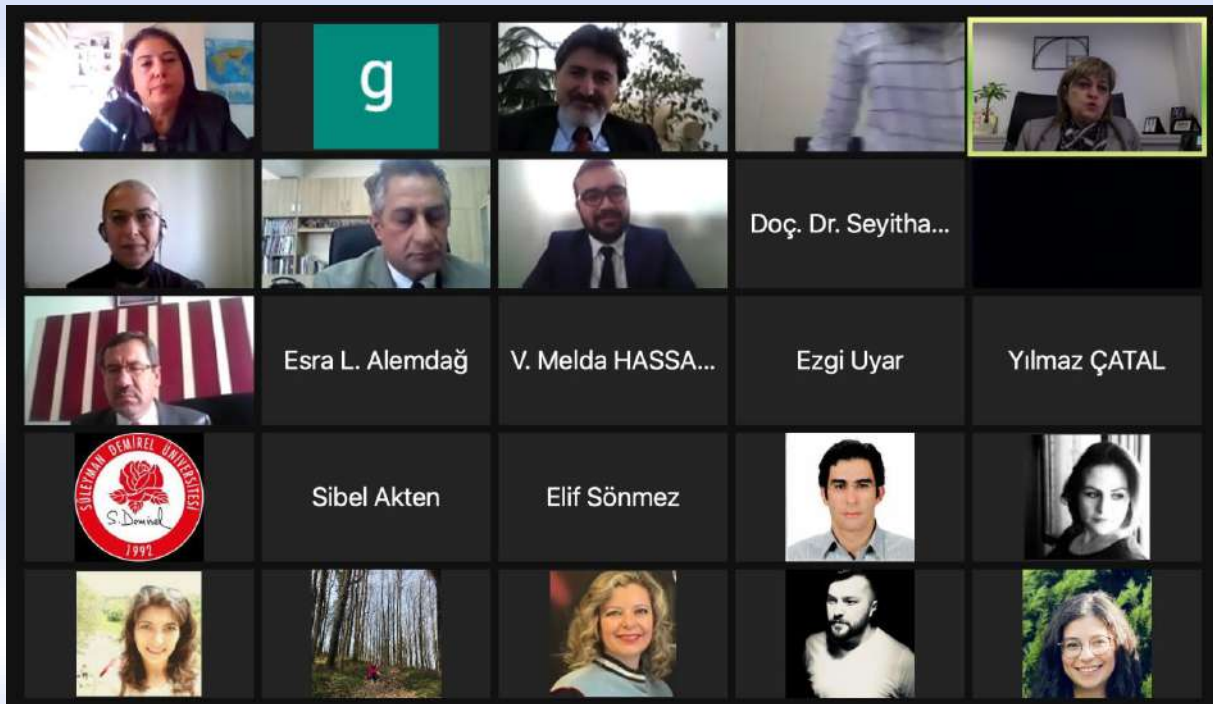 g
Doç. Dr. Seyitha...
Esra L. Alemdağ
V. Melda HASSA...
Ezgi Uyar
Yılmaz ÇATAL
SÜLEYMAN DEMİREL ÜNİVERSİTESİ
S. Demirel
1992
Sibel Akten
Elif Sönmez